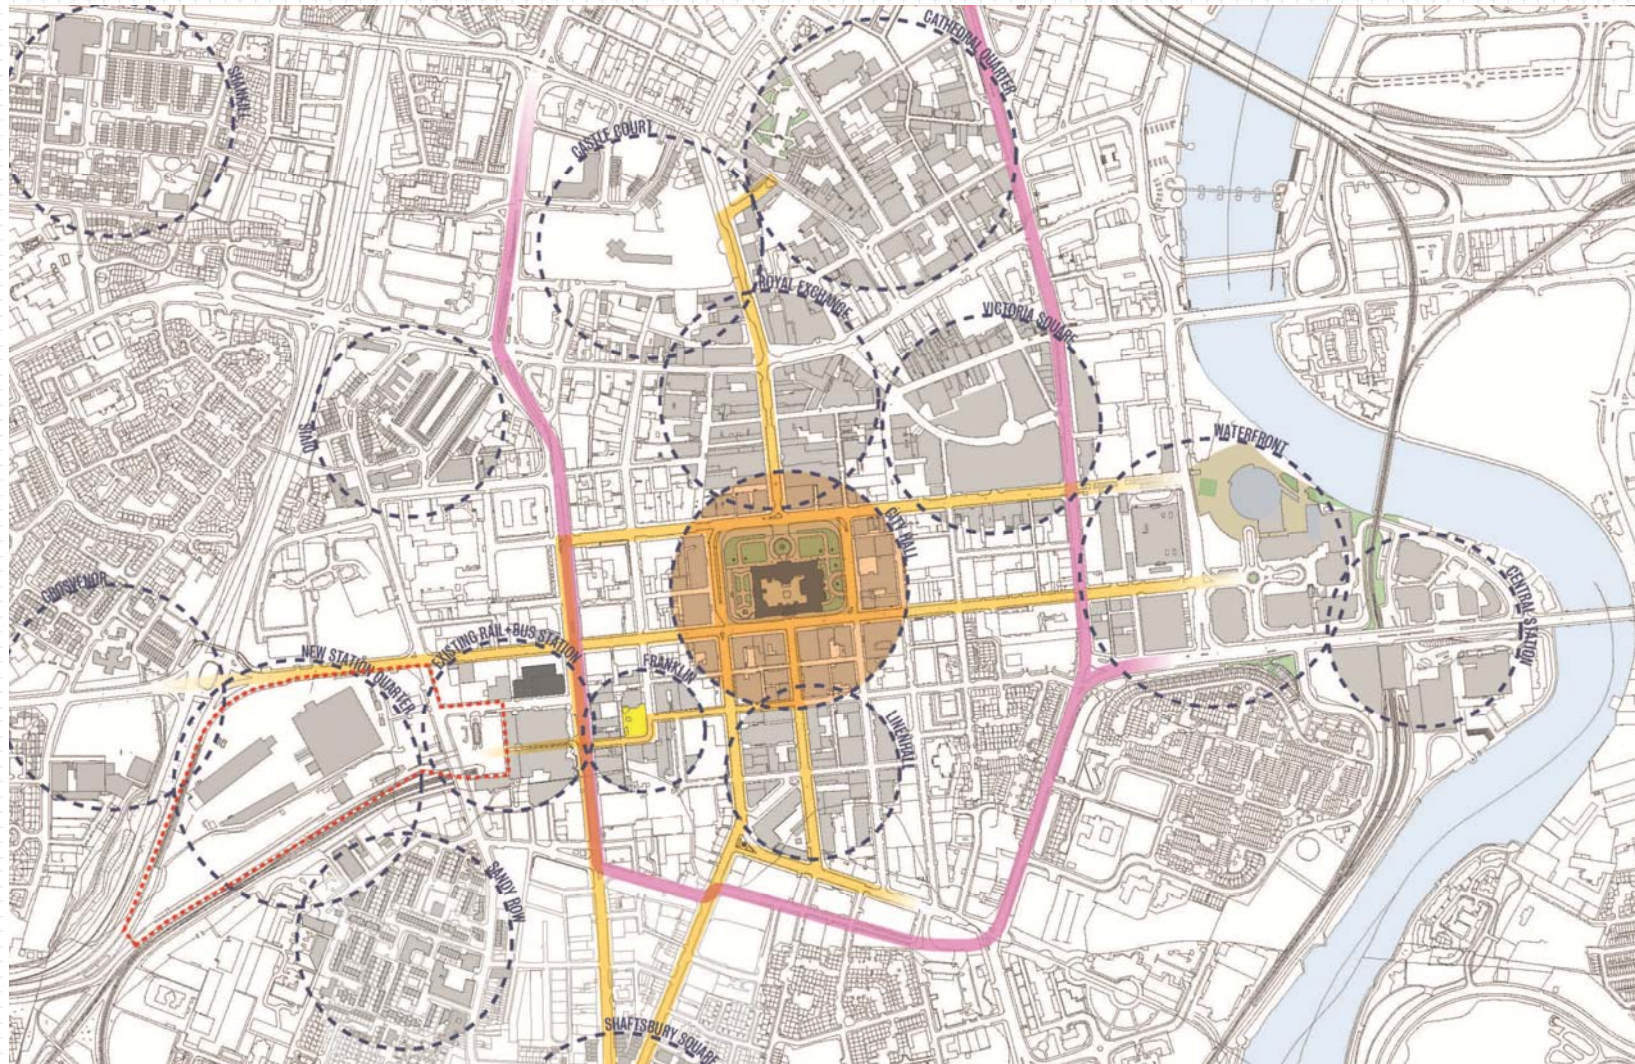 CATHEDRAL QUARTER
SHANKILL
CASTLE COURT
ROYAL EXCHANGE
VICTORIA SQUARE
WATERFRONT
CITY HALL
CENTRAL STATION
GROSVENOR
NEW STATION QUARTER
EXISTING RAIL+BUS STATION
FRANKLIN
LINENHALL
SANDY ROW
SHAFTSBURY SQUARE